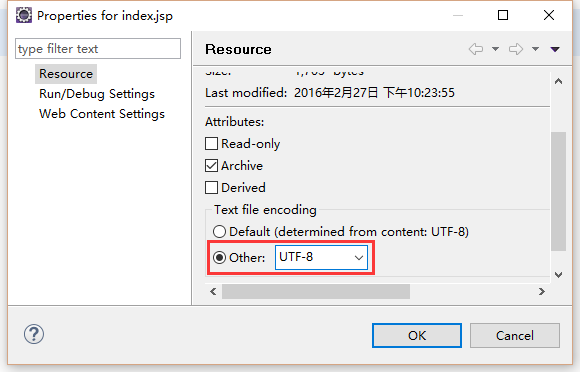 Properties for index.jsp
type filter text
Resource
Run/Debug Settings
Web Content Settings
Resource
Size: 1,765 bytes
Last modified: 2016年2月27日 下午10:23:55
Attributes:
Read-only
Archive
Derived
Text file encoding
Default (determined from content: UTF-8)
Other: UTF-8
OK
Cancel